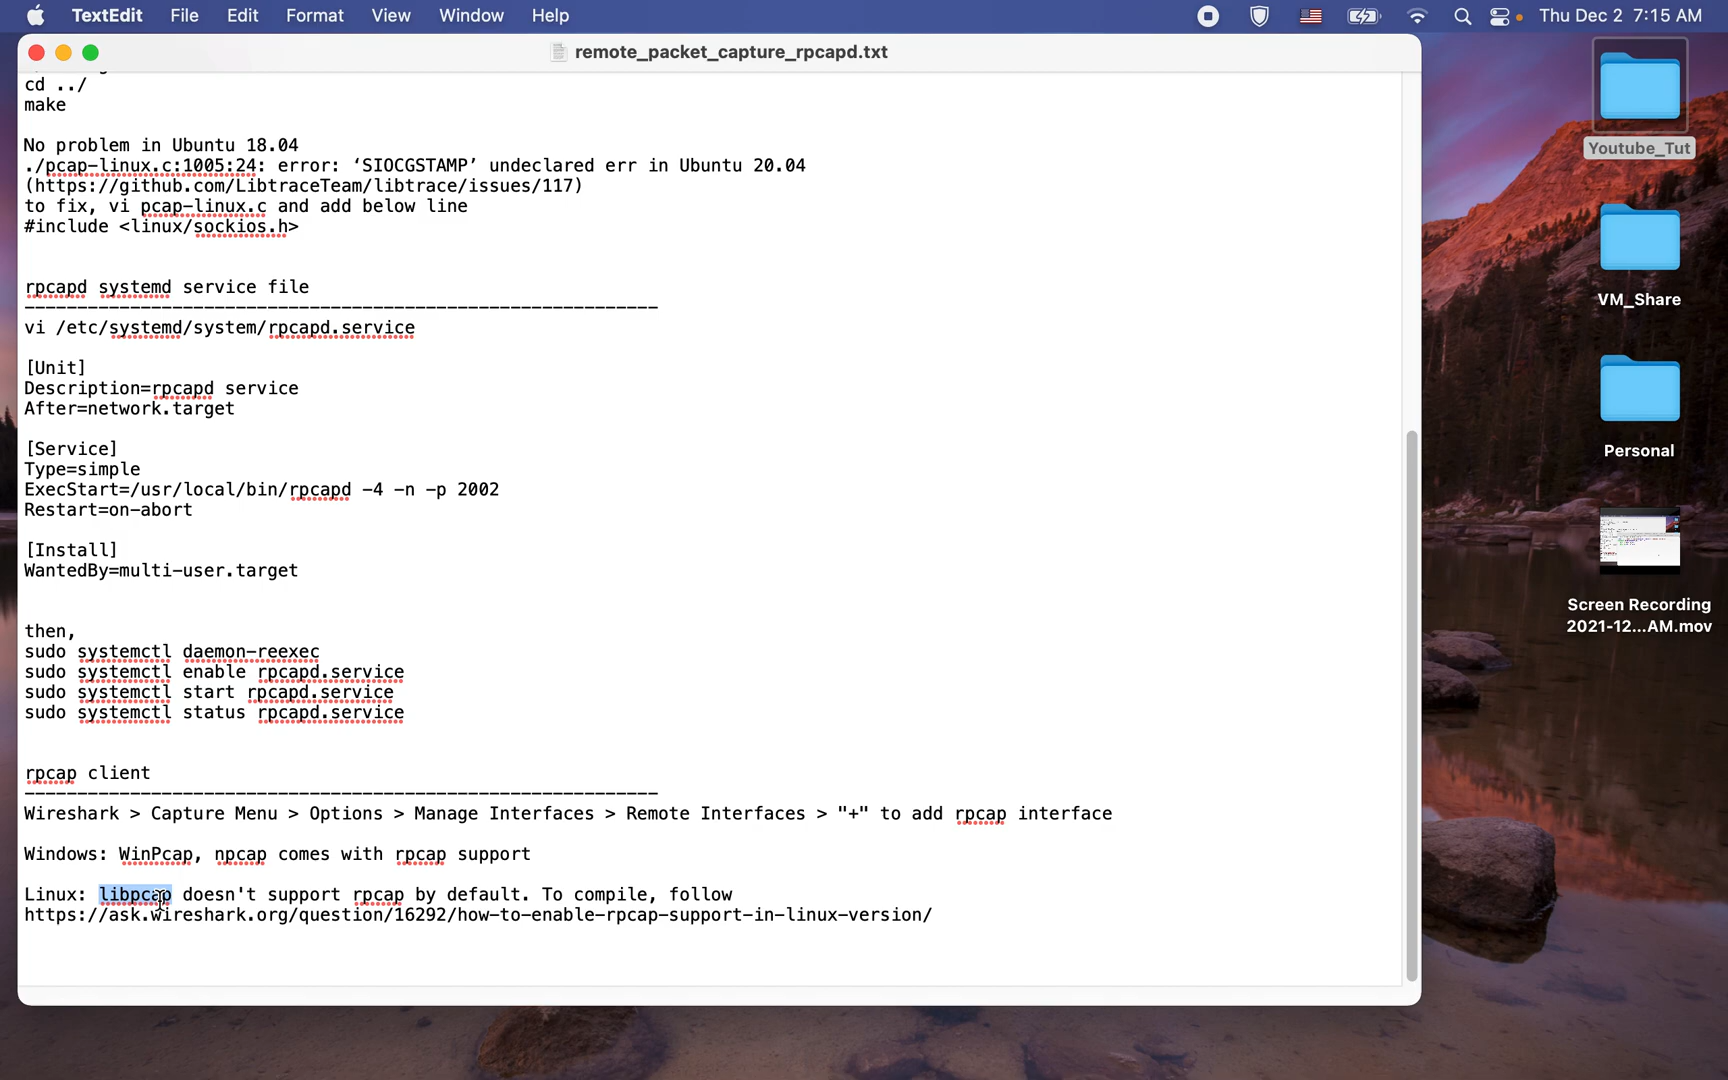 TextEdit File Edit Format View Window Help Thu Dec 2 7:15 AM
remote_packet_capture_rpcapd.txt
cd ../
make
No problem in Ubuntu 18.04
./pcap-linux.c:1005:24: error: ‘SIOCGSTAMP’ undeclared err in Ubuntu 20.04
(https://github.com/LibtraceTeam/libtrace/issues/117)
to fix, vi pcap-linux.c and add below line
#include <linux/sockios.h>
rpcapd systemd service file
------------------------------------------------------------
vi /etc/systemd/system/rpcapd.service
[Unit]
Description=rpcapd service
After=network.target
[Service]
Type=simple
ExecStart=/usr/local/bin/rpcapd -4 -n -p 2002
Restart=on-abort
[Install]
WantedBy=multi-user.target
then,
sudo systemctl daemon-reexec
sudo systemctl enable rpcapd.service
sudo systemctl start rpcapd.service
sudo systemctl status rpcapd.service
rpcap client
------------------------------------------------------------
Wireshark > Capture Menu > Options > Manage Interfaces > Remote Interfaces > "+" to add rpcap interface
Windows: WinPcap, npcap comes with rpcap support
Linux: libpcap doesn't support rpcap by default. To compile, follow
https://ask.wireshark.org/question/16292/how-to-enable-rpcap-support-in-linux-version/
Youtube_Tut
VM_Share
Personal
Screen Recording
2021-12...AM.mov